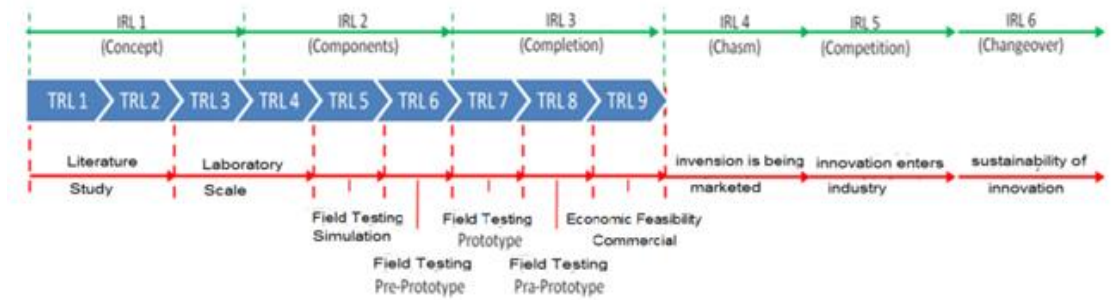 IRL 1
(Concept)
IRL 2
(Components)
IRL 3
(Completion)
IRL 4
(Chasm)
IRL 5
(Competition)
IRL 6
(Changeover)
TRL 1
TRL 2
TRL 3
TRL 4
TRL 5
TRL 6
TRL 7
TRL 8
TRL 9
Literature
Study
Laboratory
Scale
invension is being
marketed
innovation enters
industry
sustainability of
innovation
Field Testing
Simulation
Field Testing
Prototype
Economic Feasibility
Commercial
Field Testing
Pre-Prototype
Field Testing
Pra-Prototype